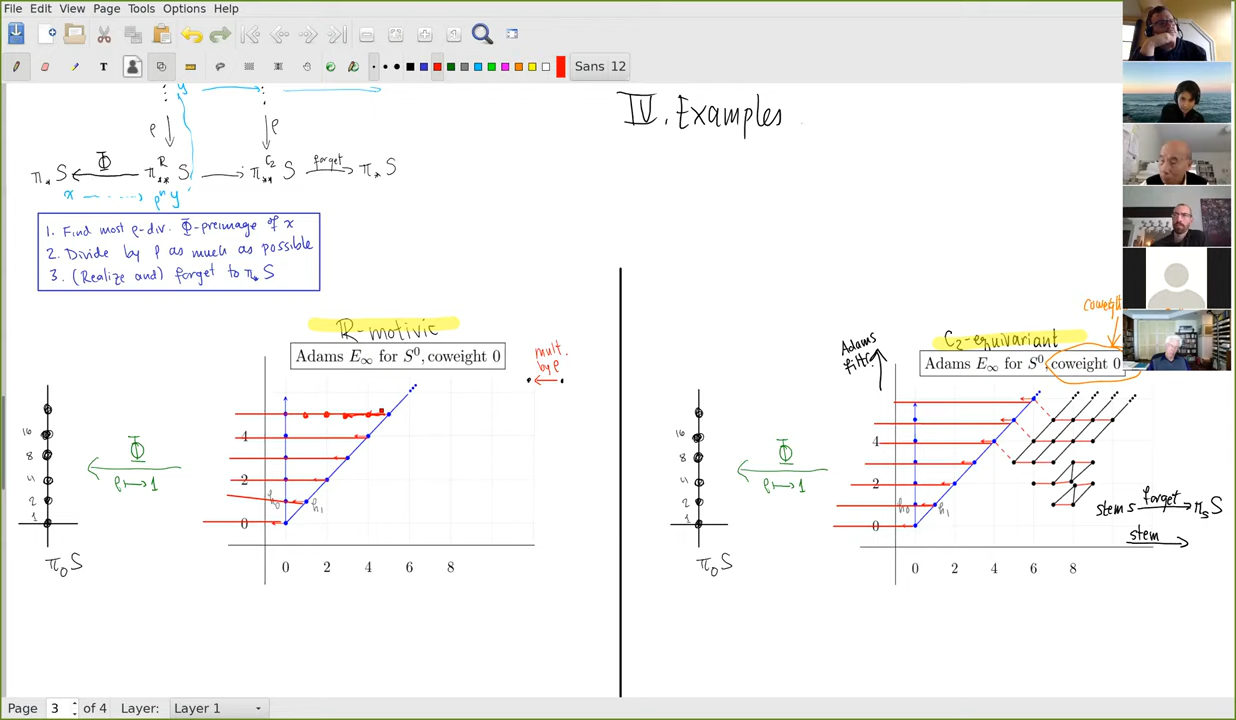 File Edit View Pages Tools Options Help
T Sans 12
IV. Examples
y
ρ ρ
π⁎S Φ π⁎⁎^ℝ S π⁎⁎^C₂ S forget π⁎S
x ρⁿy
1. Find most ρ-div. Φ-preimage of x
2. Divide by ρ as much as possible
3. (Realize and) forget to π⁎S
ℝ-motivic
Adams E∞ for S⁰, coweight 0
mult.
by ρ
16
8
4
2
1
Φ
ρ ↦ 1
π₀S
4
2
0
h₀ h₁
0 2 4 6 8
coweight
Adams
filtr.
C₂-equivariant
Adams E∞ for S⁰, coweight 0
16
8
4
2
1
Φ
ρ ↦ 1
π₀S
4
2
0
h₀ h₁
stem s forget πₛS
stem
0 2 4 6 8
Page 3 of 4 Layer: Layer 1